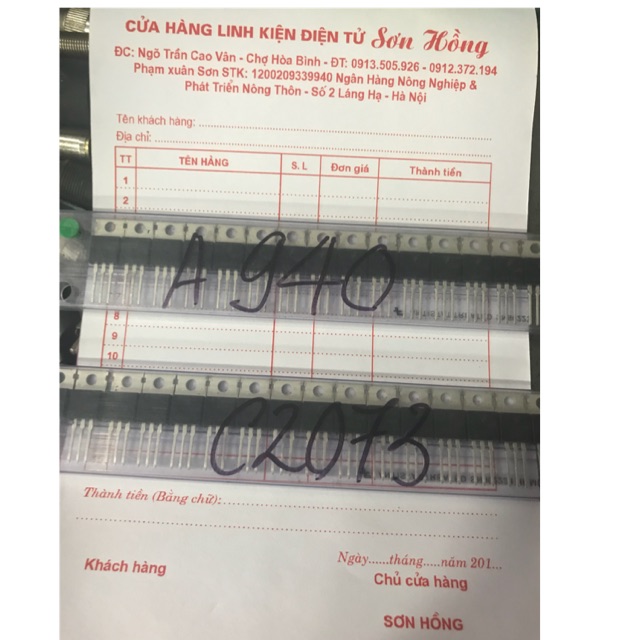 CỬA HÀNG LINH KIỆN ĐIỆN TỬ Sơn Hồng
ĐC: Ngõ Trần Cao Vân - Chợ Hòa Bình - ĐT: 0913.505.926 - 0912.372.194
Phạm xuân Sơn STK: 1200209339940 Ngân Hàng Nông Nghiệp &
Phát Triển Nông Thôn - Số 2 Láng Hạ - Hà Nội
Tên khách hàng:
Địa chỉ:
TT TÊN HÀNG S. L Đơn giá Thành tiền
1
2
A 940
8
9
10
C2073
Thành tiền (Bằng chữ):
Ngày......tháng.....năm 201...
Khách hàng Chủ cửa hàng
SƠN HỒNG